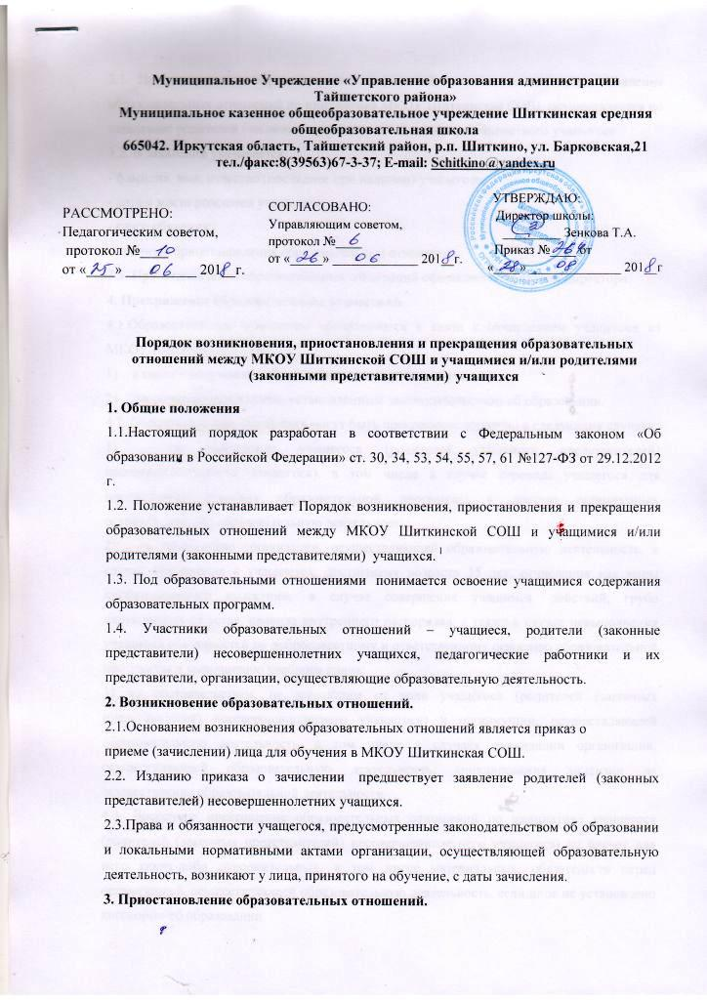 Муниципальное Учреждение «Управление образования администрации
Тайшетского района»
Муниципальное казенное общеобразовательное учреждение Шиткинская средняя
общеобразовательная школа
665042. Иркутская область, Тайшетский район, р.п. Шиткино, ул. Барковская,21
тел./факс:8(39563)67-3-37; E-mail: Schitkino@yandex.ru
РАССМОТРЕНО:
Педагогическим советом,
протокол № 10
от «25» 06 2018 г.
СОГЛАСОВАНО:
Управляющим советом,
протокол № 6
от « 26 » 06 2018г.
УТВЕРЖДАЮ:
Директор школы:
Зенкова Т.А.
Приказ № от
« 28 » 08 2018 г
Порядок возникновения, приостановления и прекращения образовательных
отношений между МКОУ Шиткинской СОШ и учащимися и/или родителями
(законными представителями) учащихся
1. Общие положения
1.1.Настоящий порядок разработан в соответствии с Федеральным законом «Об
образовании в Российской Федерации» ст. 30, 34, 53, 54, 55, 57, 61 №127-ФЗ от 29.12.2012
г.
1.2. Положение устанавливает Порядок возникновения, приостановления и прекращения
образовательных отношений между МКОУ Шиткинской СОШ и учащимися и/или
родителями (законными представителями) учащихся.
1.3. Под образовательными отношениями понимается освоение учащимися содержания
образовательных программ.
1.4. Участники образовательных отношений – учащиеся, родители (законные
представители) несовершеннолетних учащихся, педагогические работники и их
представители, организации, осуществляющие образовательную деятельность.
2. Возникновение образовательных отношений.
2.1.Основанием возникновения образовательных отношений является приказ о
приеме (зачислении) лица для обучения в МКОУ Шиткинская СОШ.
2.2. Изданию приказа о зачислении предшествует заявление родителей (законных
представителей) несовершеннолетних учащихся.
2.3.Права и обязанности учащегося, предусмотренные законодательством об образовании
и локальными нормативными актами организации, осуществляющей образовательную
деятельность, возникают у лица, принятого на обучение, с даты зачисления.
3. Приостановление образовательных отношений.